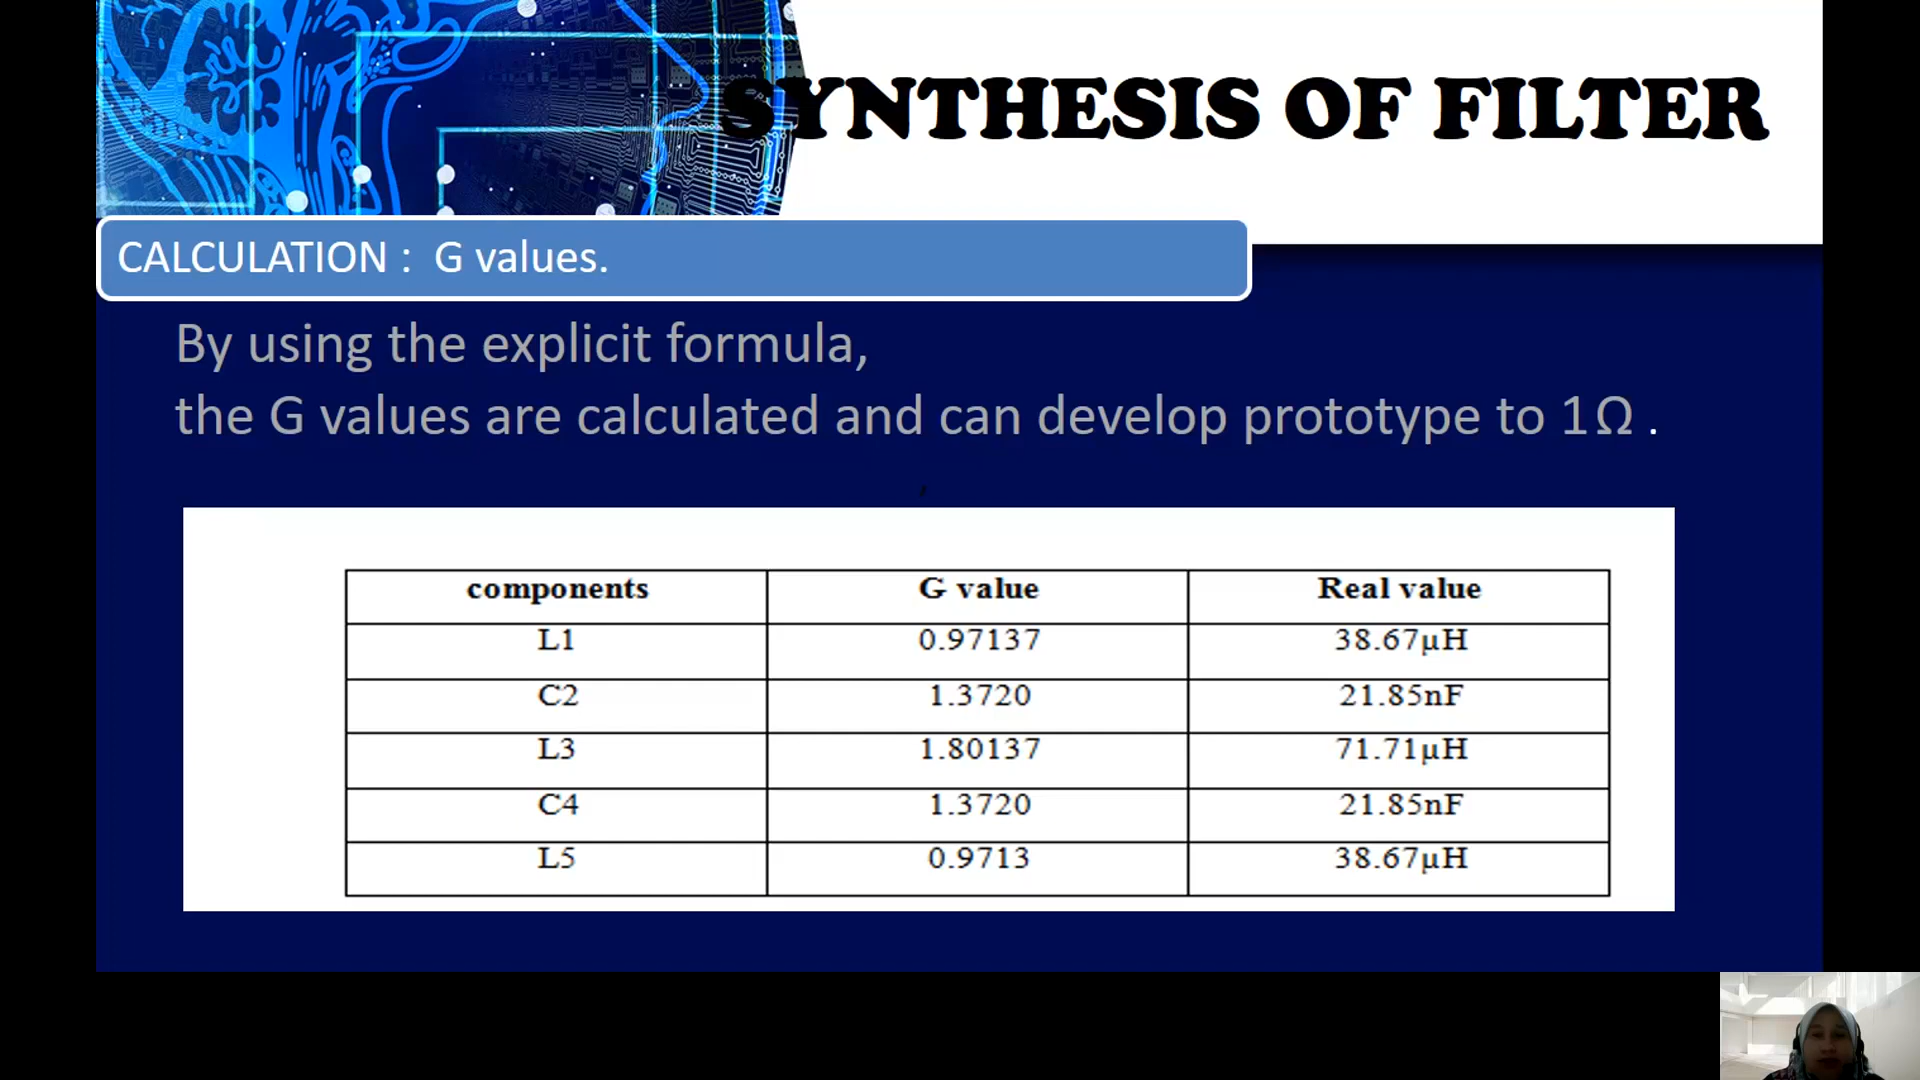 SYNTHESIS OF FILTER
CALCULATION : G values.
By using the explicit formula,
the G values are calculated and can develop prototype to 1Ω .
,
components G value Real value
L1 0.97137 38.67µH
C2 1.3720 21.85nF
L3 1.80137 71.71µH
C4 1.3720 21.85nF
L5 0.9713 38.67µH